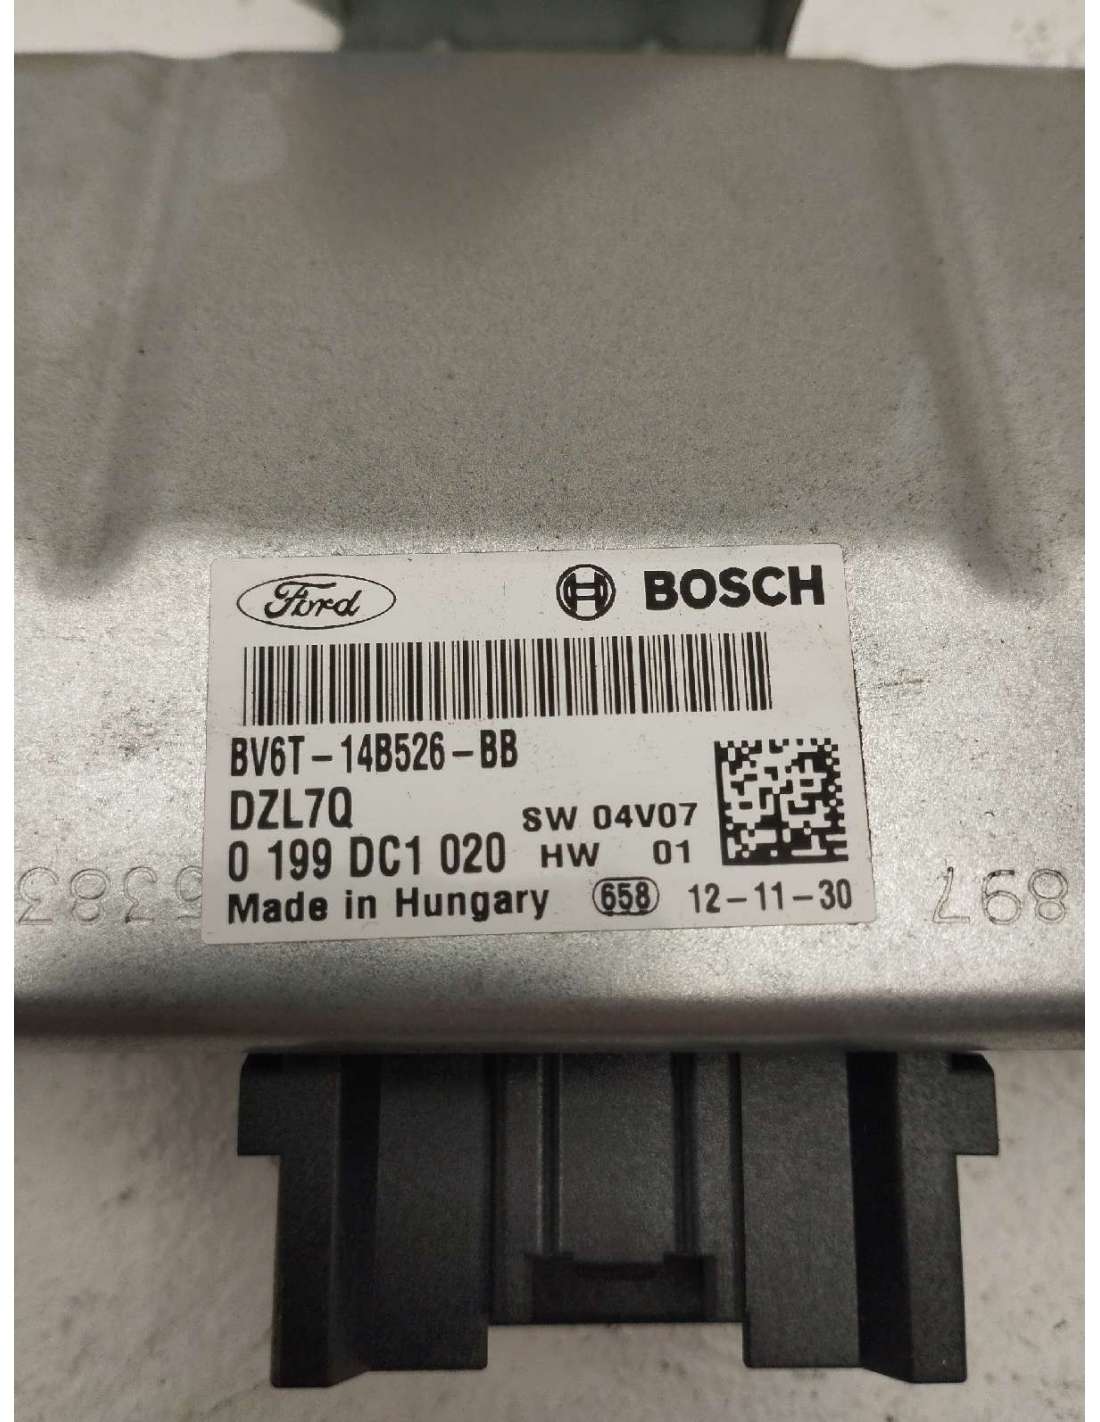 Ford BOSCH
BV6T-14B526-BB
DZL7Q SW 04V07
0 199 DC1 020 HW 01
Made in Hungary 658 12-11-30
897